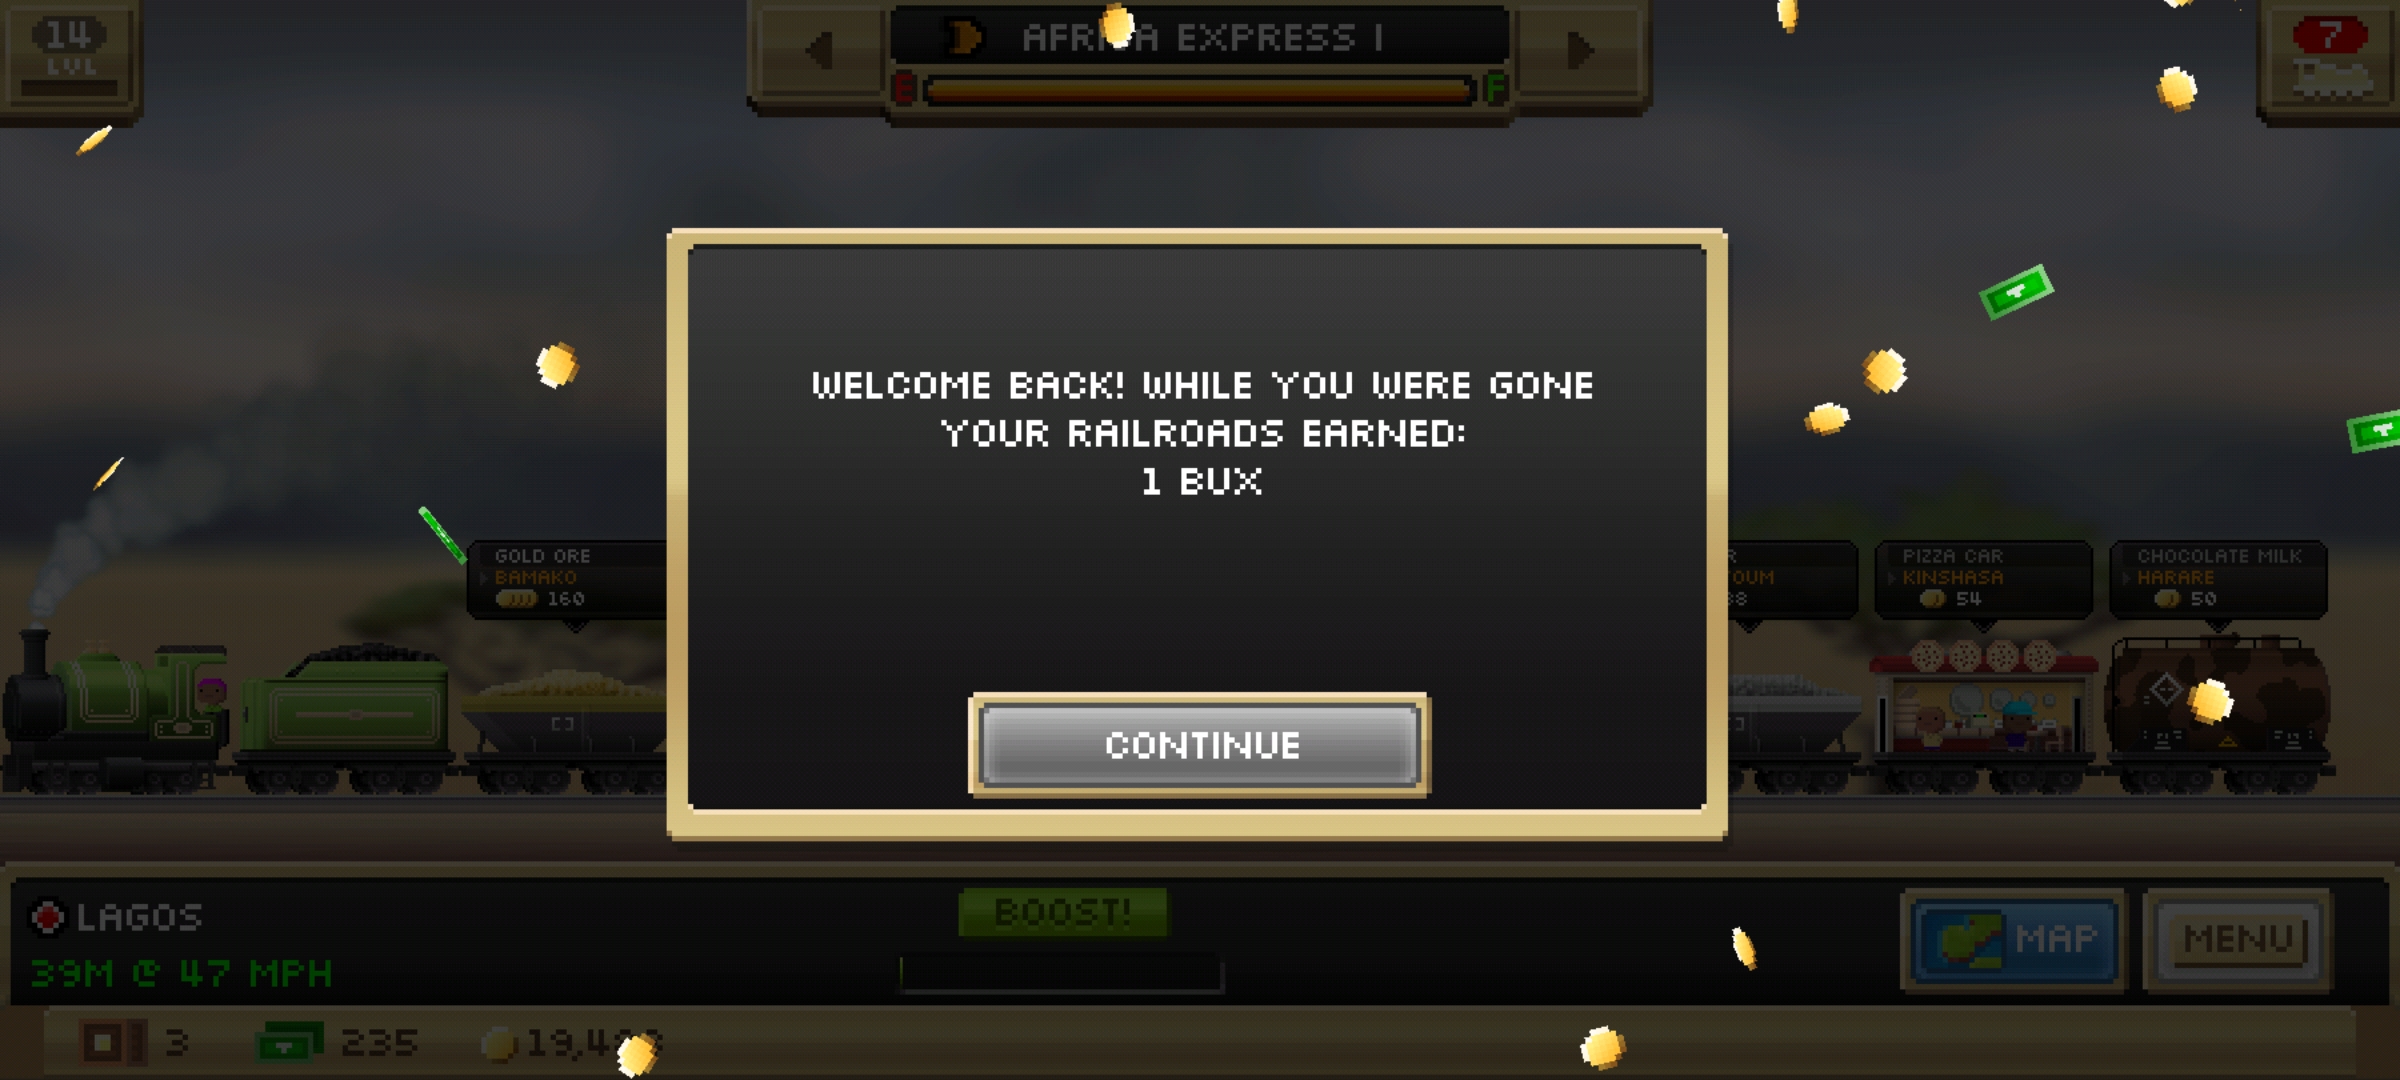 14
LVL
AFRICA EXPRESS I
E
F
7
WELCOME BACK! WHILE YOU WERE GONE
YOUR RAILROADS EARNED:
1 BUX
CONTINUE
GOLD ORE
BAMAKO
160
PIZZA CAR
KINSHASA
54
CHOCOLATE MILK
HARARE
50
LAGOS
39M @ 47 MPH
BOOST!
MAP
MENU
3
235